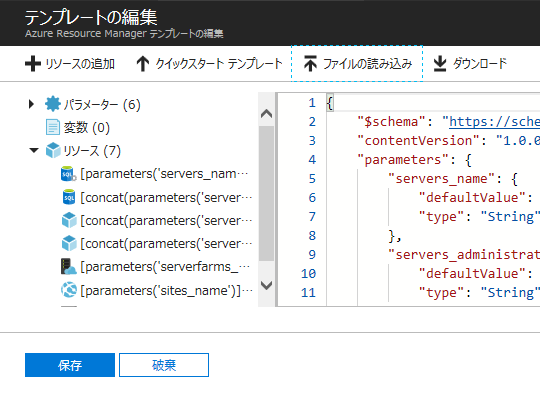 テンプレートの編集
Azure Resource Manager テンプレートの編集
リソースの追加 クイックスタート テンプレート ファイルの読み込み ダウンロード
パラメーター (6)
変数 (0)
リソース (7)
[parameters('servers_nam…
[concat(parameters('server…
[concat(parameters('server…
[concat(parameters('server…
[parameters('serverfarms_…
[parameters('sites_name')]…
1 {
2 "$schema": "https://sche
3 "contentVersion": "1.0.0
4 "parameters": {
5 "servers_name": {
6 "defaultValue":
7 "type": "String"
8 },
9 "servers_administrat
10 "defaultValue":
11 "type": "String"
保存 破棄